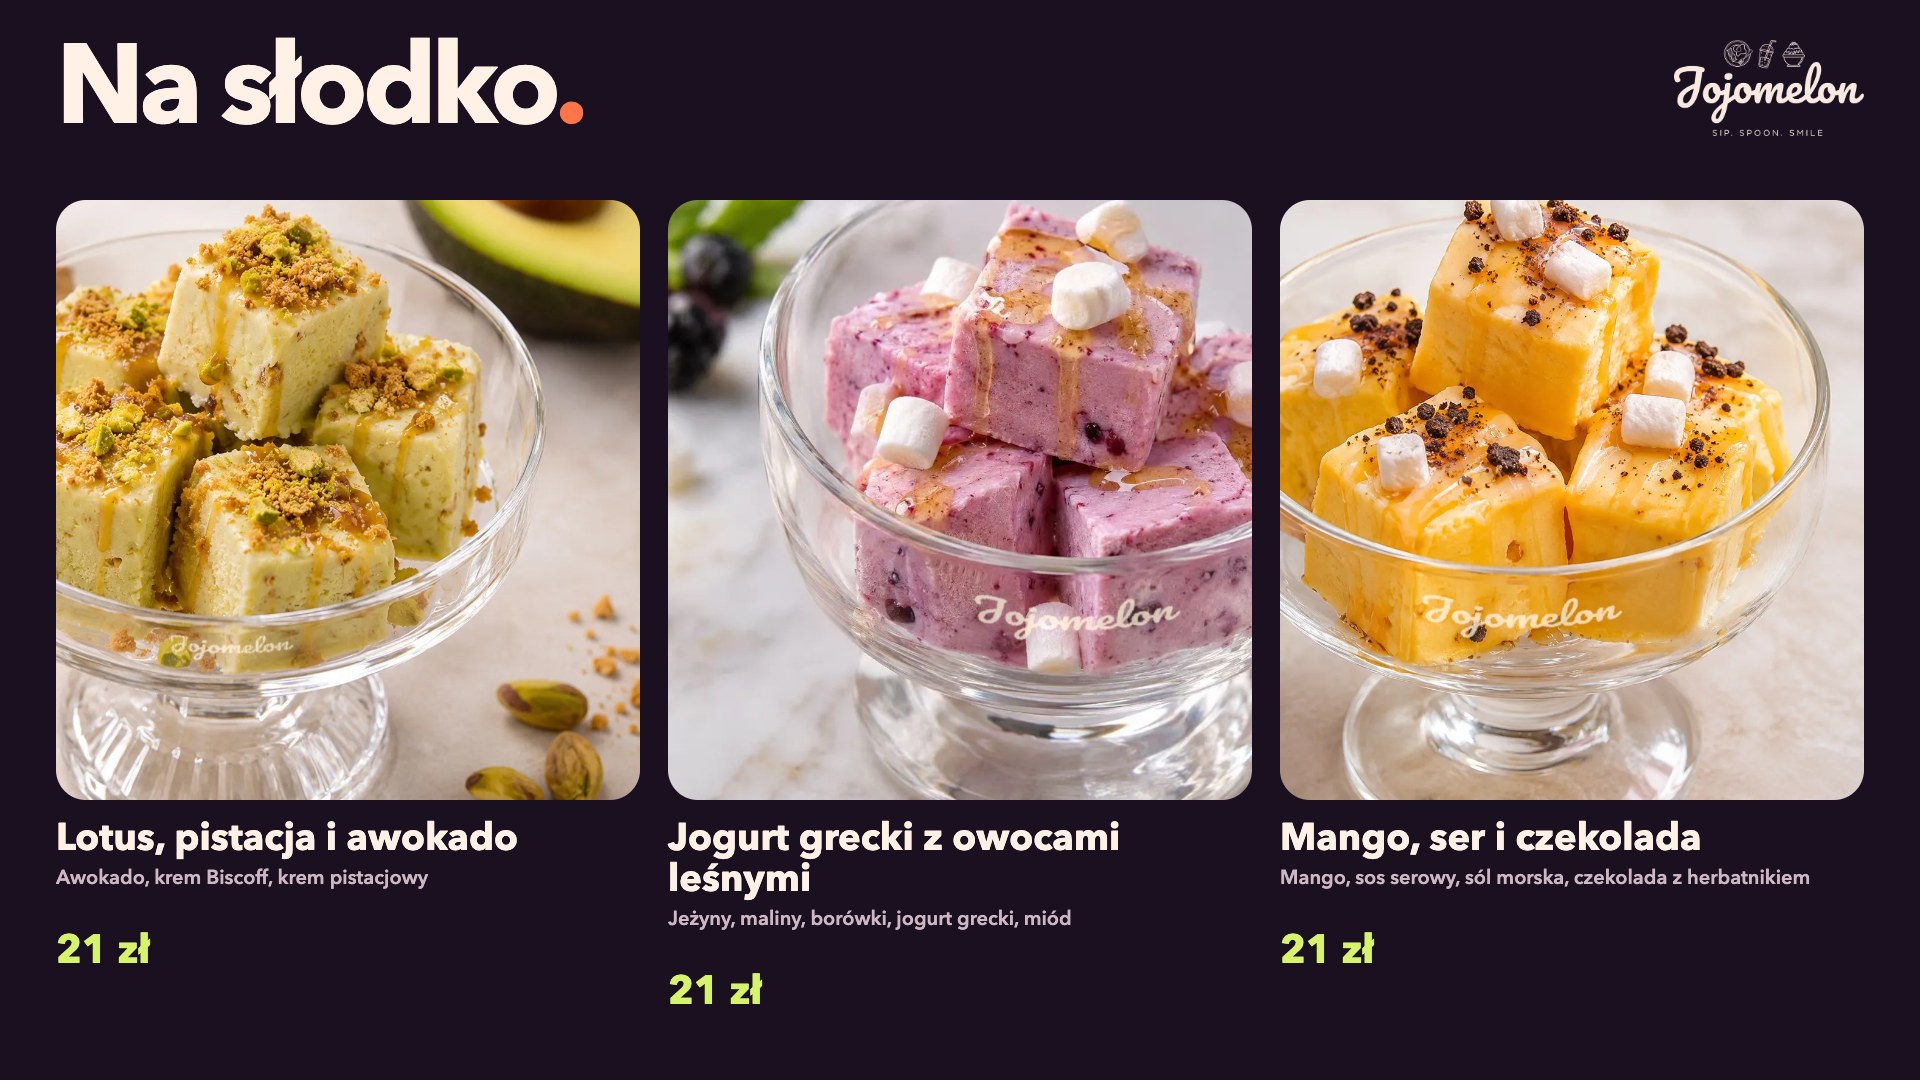 Na słodko.
Jojomelon
SIP. SPOON. SMILE
Jojomelon
Jojomelon
Jojomelon
Lotus, pistacja i awokado
Awokado, krem Biscoff, krem pistacjowy
21 zł
Jogurt grecki z owocami
leśnymi
Jeżyny, maliny, borówki, jogurt grecki, miód
21 zł
Mango, ser i czekolada
Mango, sos serowy, sól morska, czekolada z herbatnikiem
21 zł